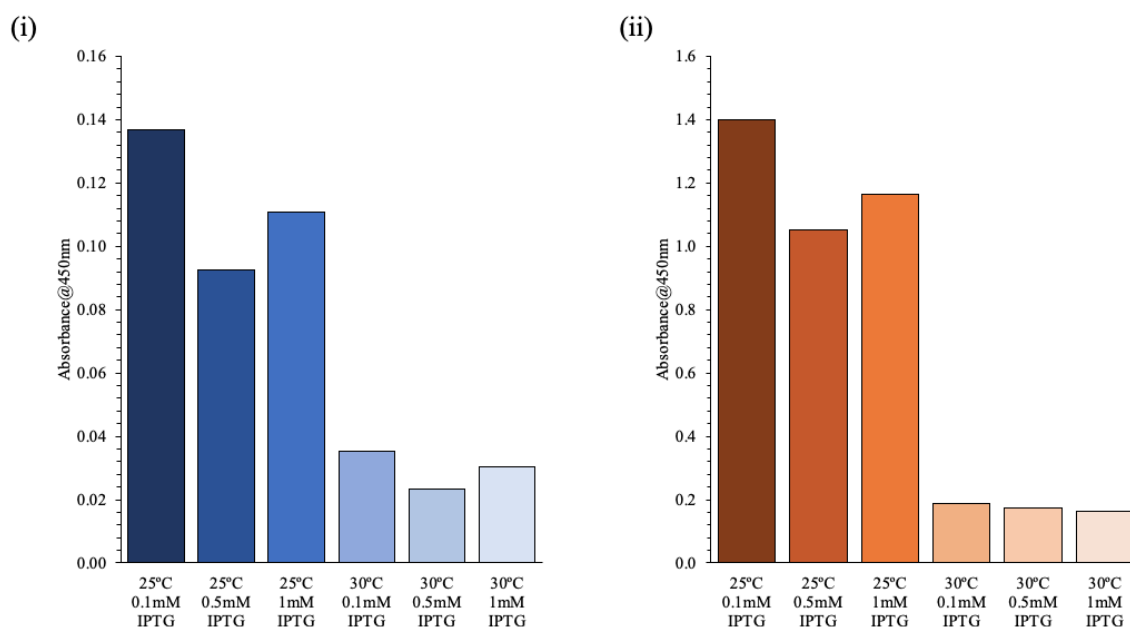 (i)
(ii)
Absorbance@450nm
0.16
0.14
0.12
0.10
0.08
0.06
0.04
0.02
0.00
25ºC 25ºC 25ºC 30ºC 30ºC 30ºC
0.1mM 0.5mM 1mM 0.1mM 0.5mM 1mM
IPTG IPTG IPTG IPTG IPTG IPTG
Absorbance@450nm
1.6
1.4
1.2
1.0
0.8
0.6
0.4
0.2
0.0
25ºC 25ºC 25ºC 30ºC 30ºC 30ºC
0.1mM 0.5mM 1mM 0.1mM 0.5mM 1mM
IPTG IPTG IPTG IPTG IPTG IPTG